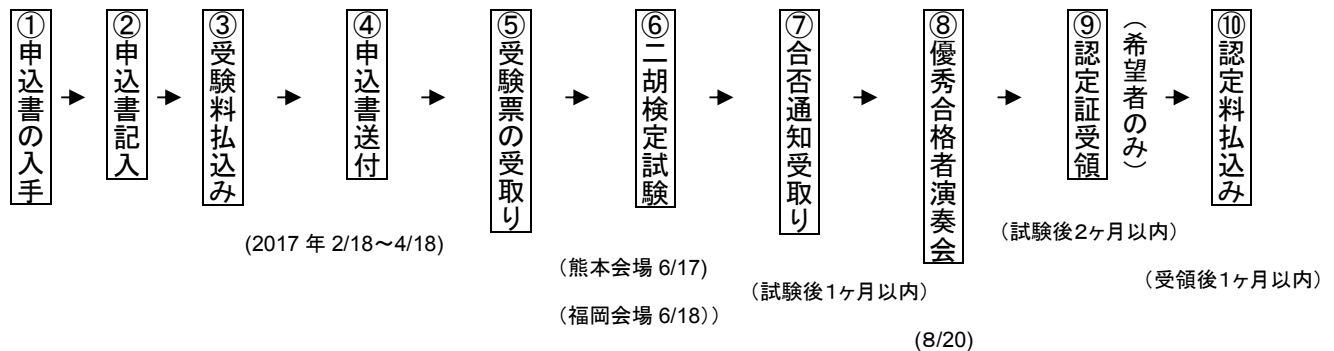 ①申込書の入手
②申込書記入
③受験料払込み
④申込書送付
⑤受験票の受取り
⑥二胡検定試験
⑦合否通知受取り
⑧優秀合格者演奏会
⑨認定証受領
（希望者のみ）
⑩認定料払込み
(2017 年 2/18～4/18)
（熊本会場 6/17)
（福岡会場 6/18））
（試験後1ヶ月以内）
(8/20)
（試験後2ヶ月以内）
（受領後1ヶ月以内）